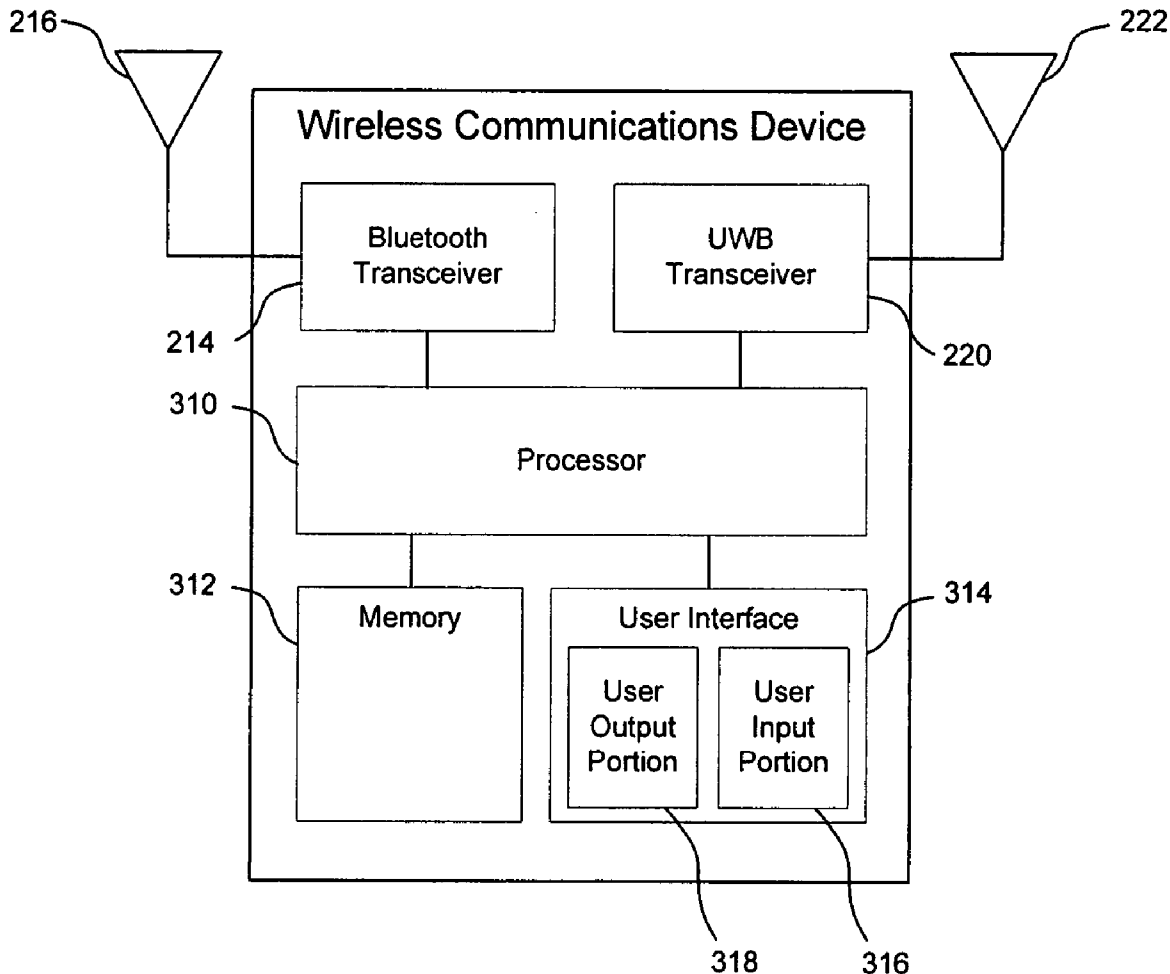 216
222
Wireless Communications Device
Bluetooth
Transceiver
UWB
Transceiver
214
220
310
Processor
312
Memory
User Interface
314
User
Output
Portion
User
Input
Portion
318
316